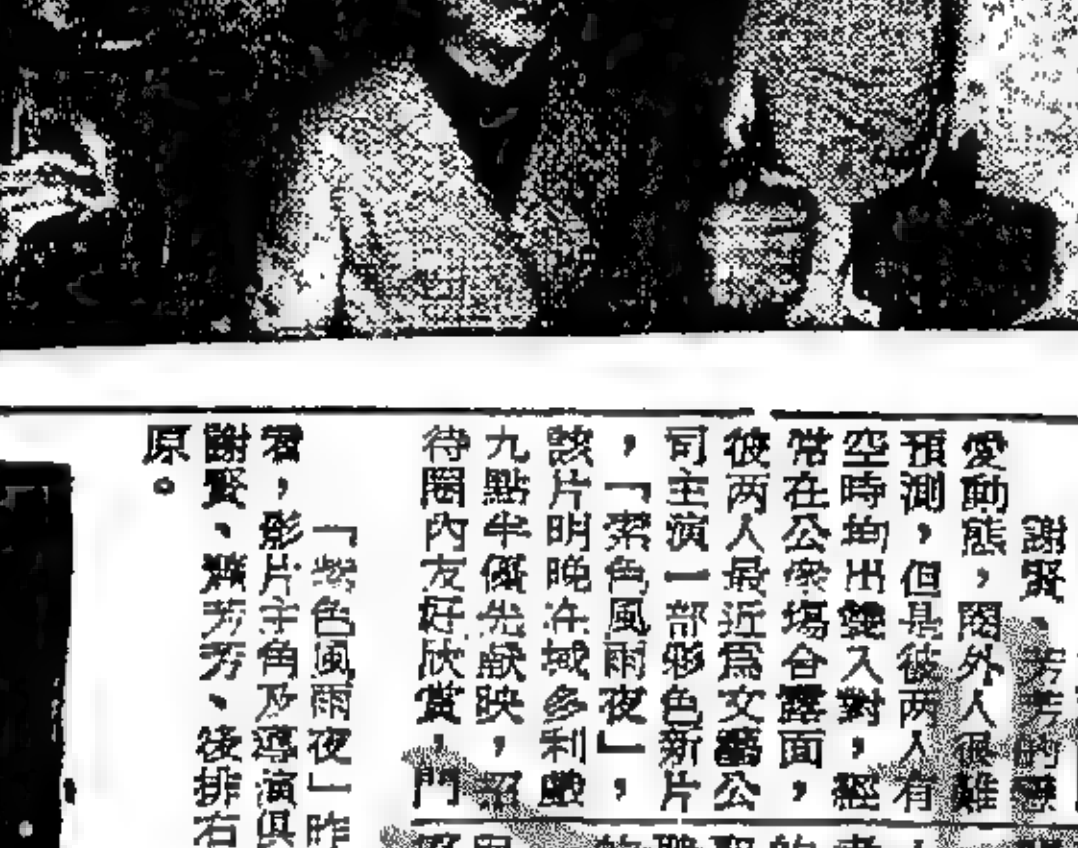 謝賢、芳芳的戀
愛動態,圈外人很難
預測,但是彼两人有
空時均出雙入對,經
常在公衆場合露面,
彼两人最近爲文藝公
司主演一部彩色新片
,「紫色風雨夜」,
該片明晚在域多利戲
九點半優先献映,招
待圈內友好欣賞,門
「紫色風雨夜」昨
君,影片主角及導演俱
謝賢、蕭芳芳、後排右
原。